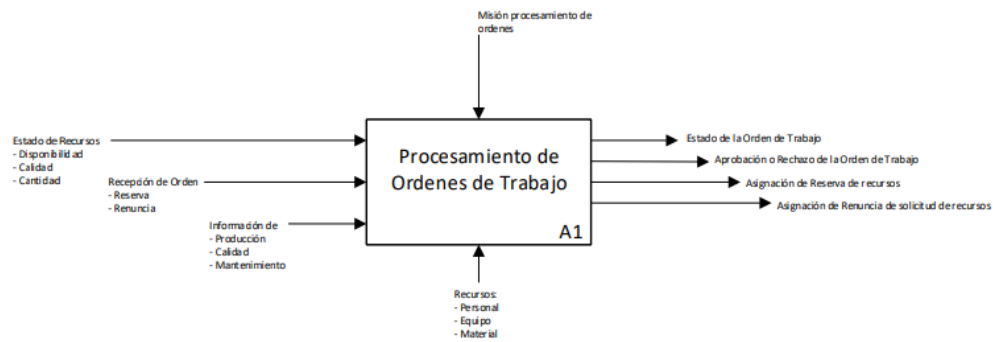 Misión procesamiento de
ordenes
Estado de Recursos
- Disponibilidad
- Calidad
- Cantidad
Recepción de Orden
- Reserva
- Renuncia
Información de
- Producción
- Calidad
- Mantenimiento
Procesamiento de
Ordenes de Trabajo
A1
Estado de la Orden de Trabajo
Aprobación o Rechazo de la Orden de Trabajo
Asignación de Reserva de recursos
Asignación de Renuncia de solicitud de recursos
Recursos:
- Personal
- Equipo
- Material